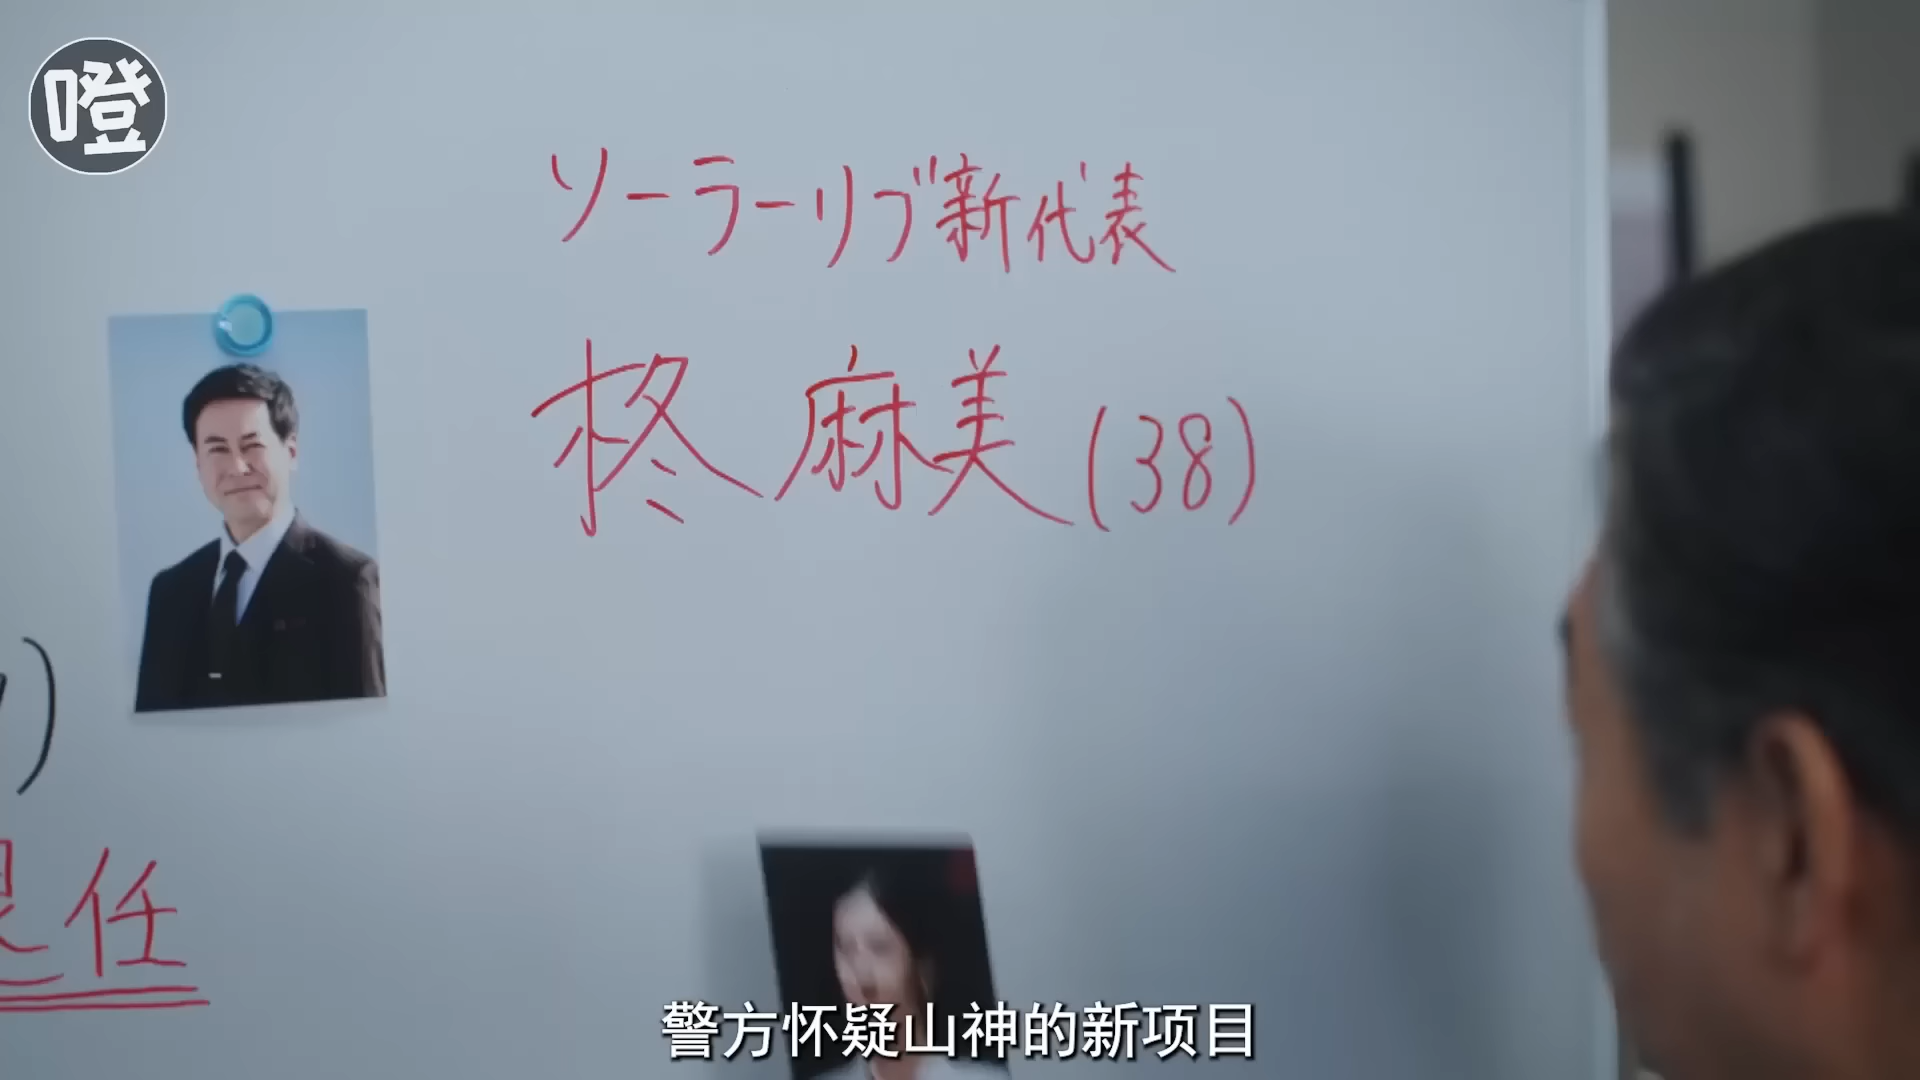 噔
ソーラーリブ新代表
柊 麻美(38)
退任
警方怀疑山神的新项目